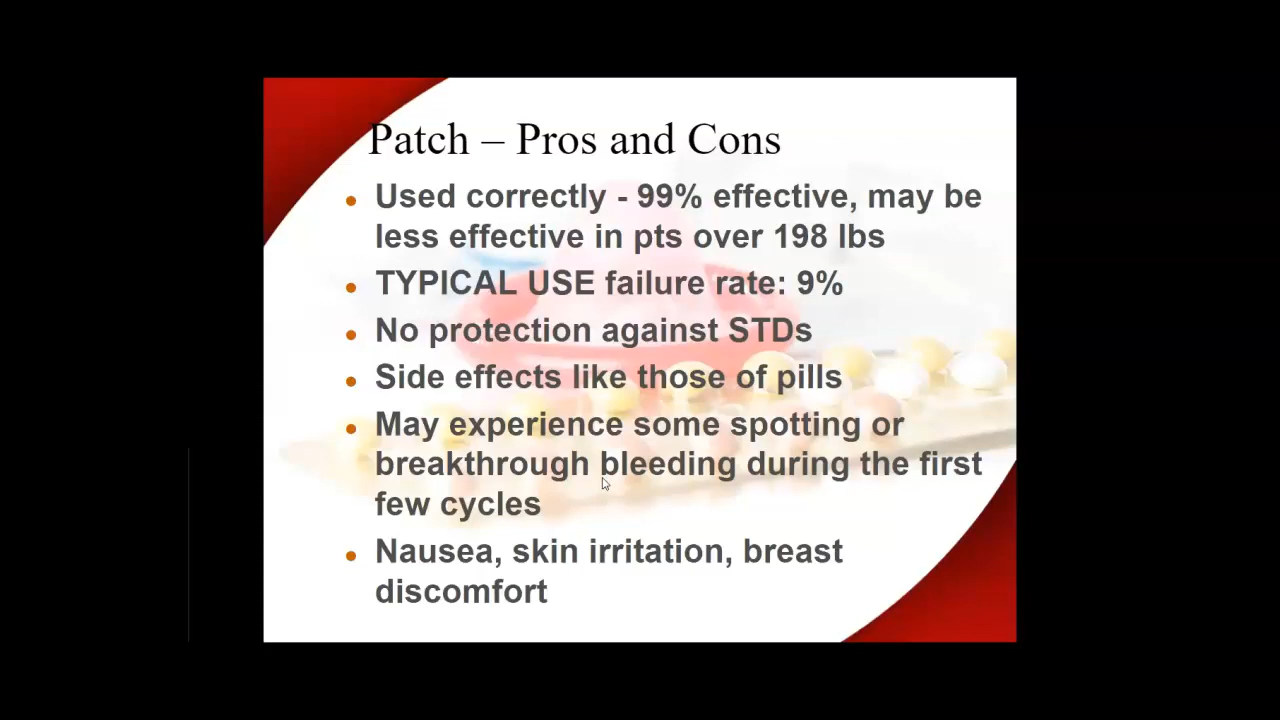 Patch – Pros and Cons
• Used correctly - 99% effective, may be
less effective in pts over 198 lbs
• TYPICAL USE failure rate: 9%
• No protection against STDs
• Side effects like those of pills
• May experience some spotting or
breakthrough bleeding during the first
few cycles
• Nausea, skin irritation, breast
discomfort